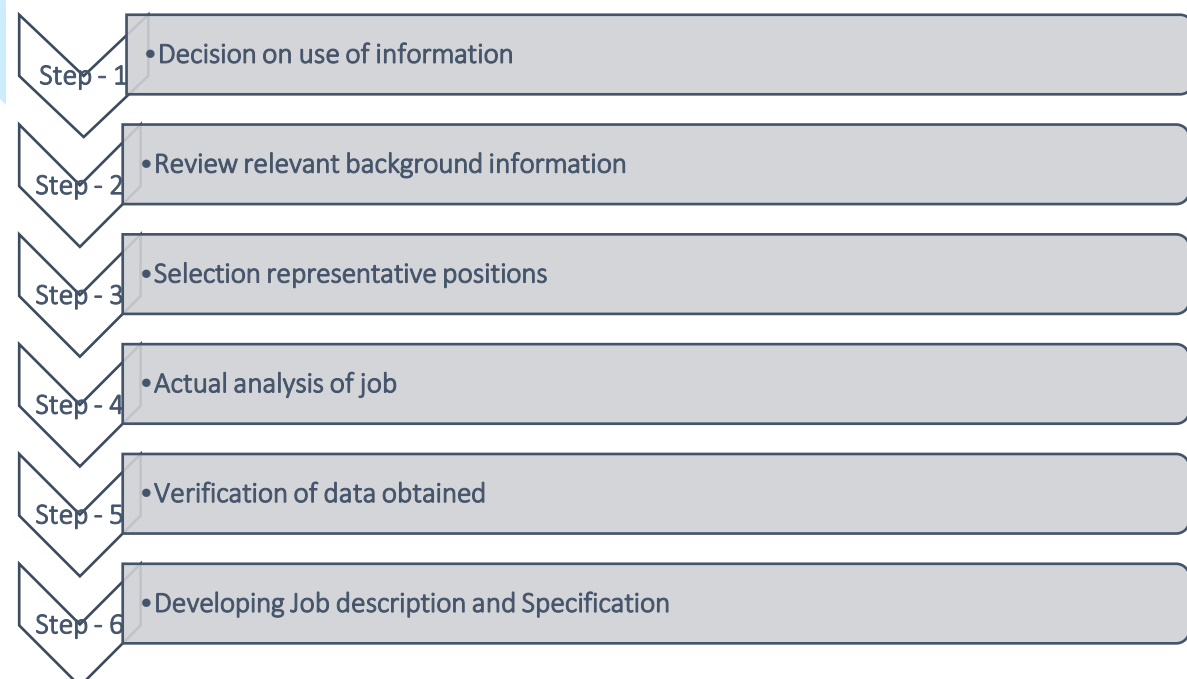 Step - 1
•Decision on use of information
Step - 2
•Review relevant background information
Step - 3
•Selection representative positions
Step - 4
•Actual analysis of job
Step - 5
•Verification of data obtained
Step - 6
•Developing Job description and Specification